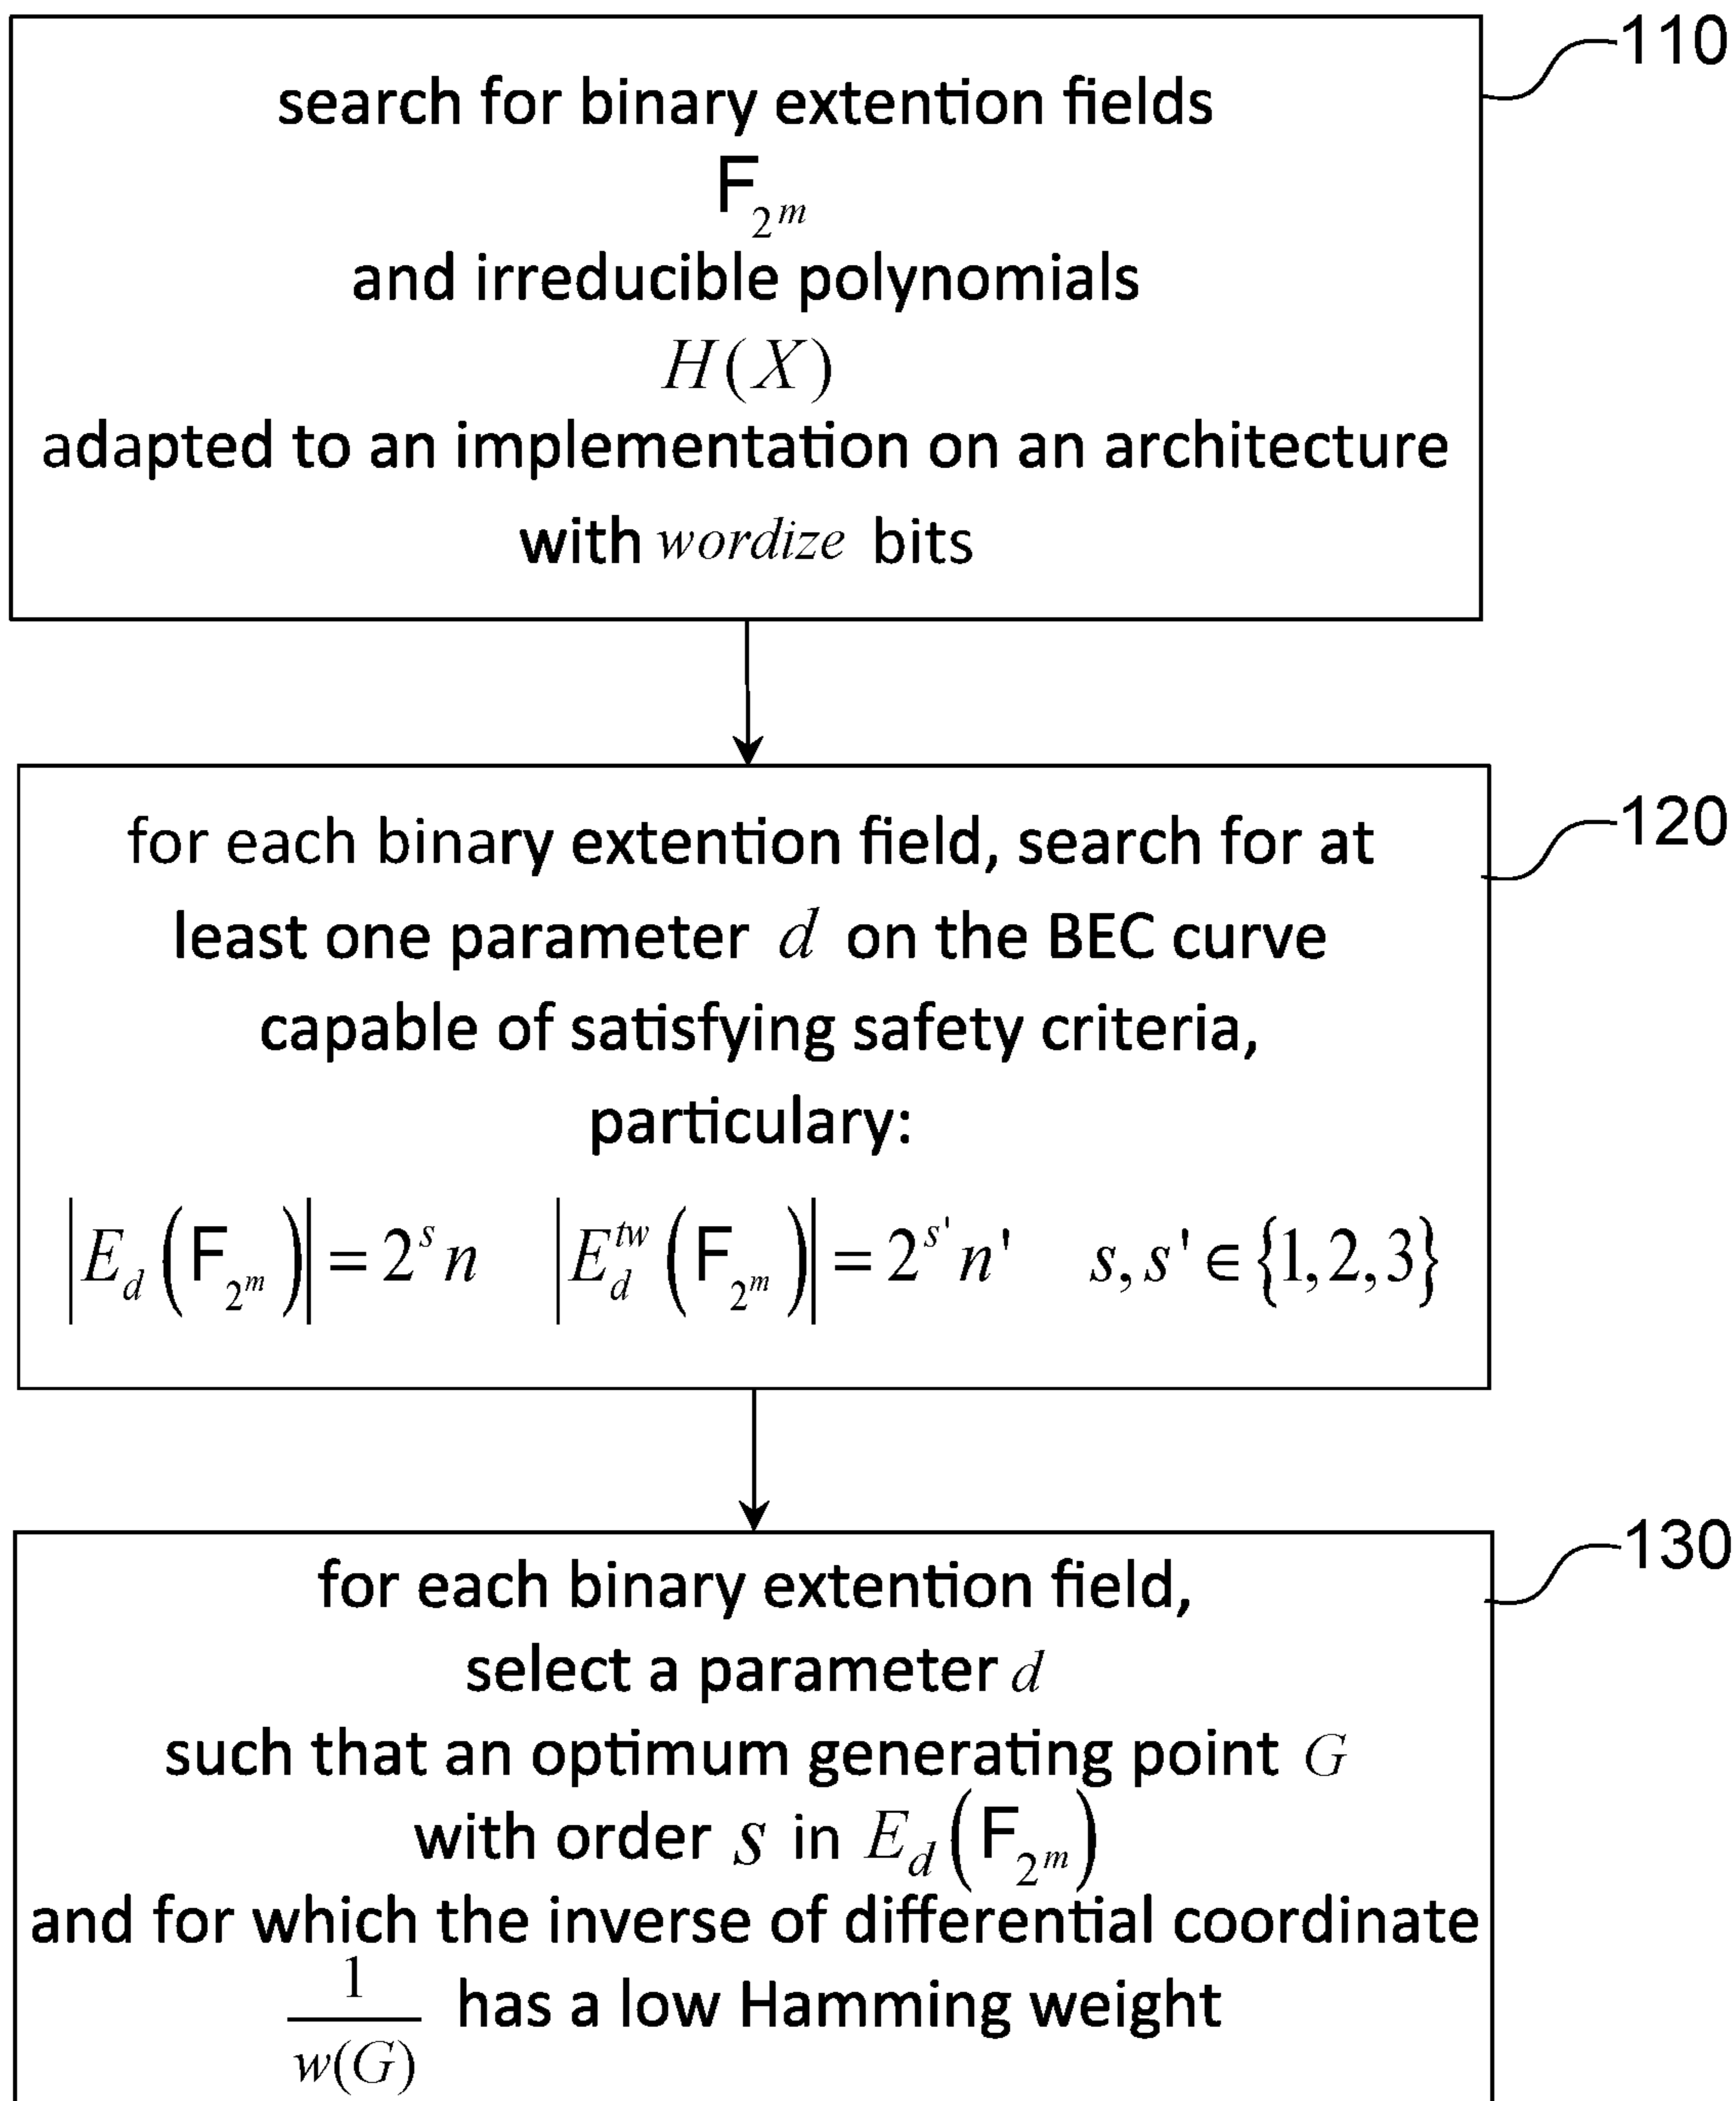 110
search for binary extention fields
F_{2^m}
and irreducible polynomials
H(X)
adapted to an implementation on an architecture
with wordize bits
120
for each binary extention field, search for at
least one parameter d on the BEC curve
capable of satisfying safety criteria,
particulary:
|E_d(F_{2^m})| = 2^s n |E_d^{tw}(F_{2^m})| = 2^{s'} n' s, s' ∈ {1,2,3}
130
for each binary extention field,
select a parameter d
such that an optimum generating point G
with order s in E_d(F_{2^m})
and for which the inverse of differential coordinate
1/w(G) has a low Hamming weight